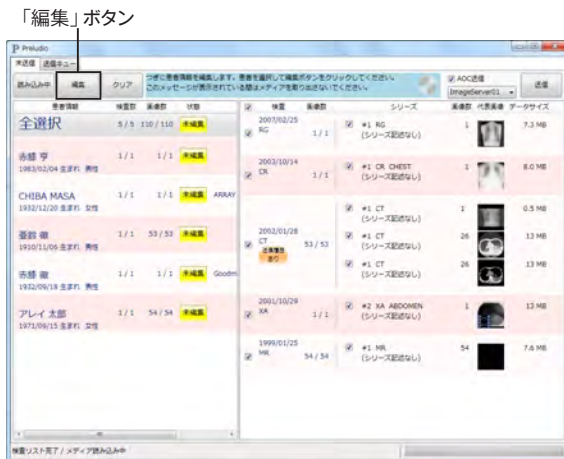 「編集」ボタン
Preludio
未送信 送信キュー
読み込み中 編集 クリア
つぎに患者情報を編集します。患者を選択して編集ボタンをクリックしてください。
このメッセージが表示されている間はメディアを取り出さないでください。
AOC送信
ImageServer01
送信
患者情報 検査数 画像数 状態
検査 画像数 シリーズ 画像数 代表画像 データサイズ
全選択 5/5 110/110 未編集
赤膳 亨 1/1 1/1 未編集
1983/02/04 生まれ 男性
CHIBA MASA 1/1 1/1 未編集 ARRAY
1932/12/20 生まれ 女性
亜鈴 徹 1/1 53/53 未編集
1910/11/06 生まれ 男性
赤膳 徹 1/1 1/1 未編集 Goodm
1932/09/18 生まれ 男性
アレイ 太郎 1/1 54/54 未編集
1971/09/15 生まれ 女性
2007/02/25
RG 1/1 #1 RG 1 7.3 MB
(シリーズ記述なし)
2003/10/14
CR 1/1 #1 CR CHEST 1 8.0 MB
(シリーズ記述なし)
2002/01/28
CT 53/53
あり
#1 CT 1 0.5 MB
(シリーズ記述なし)
#1 CT 26 13 MB
(シリーズ記述なし)
#1 CT 26 13 MB
(シリーズ記述なし)
2001/10/29
XA 1/1 #2 XA ABDOMEN 1 13 MB
(シリーズ記述なし)
1999/01/25
MR 54/54 #1 MR 54 7.6 MB
(シリーズ記述なし)
検査リスト完了 / メディア読み込み中